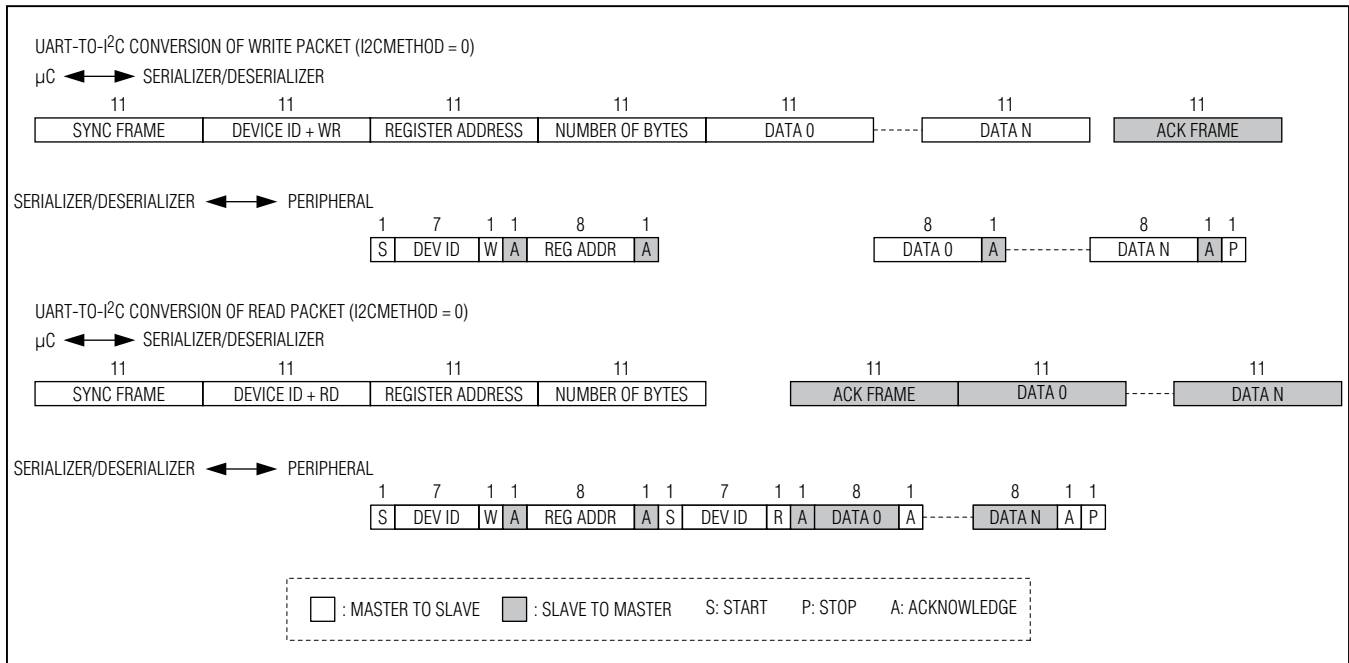 UART-TO-I2C CONVERSION OF WRITE PACKET (I2CMETHOD = 0)
µC SERIALIZER/DESERIALIZER
11 11 11 11 11 11 11
SYNC FRAME DEVICE ID + WR REGISTER ADDRESS NUMBER OF BYTES DATA 0 DATA N ACK FRAME
SERIALIZER/DESERIALIZER PERIPHERAL
1 7 1 1 8 1 8 1 8 1 1
S DEV ID W A REG ADDR A DATA 0 A DATA N A P
UART-TO-I2C CONVERSION OF READ PACKET (I2CMETHOD = 0)
µC SERIALIZER/DESERIALIZER
11 11 11 11 11 11 11
SYNC FRAME DEVICE ID + RD REGISTER ADDRESS NUMBER OF BYTES ACK FRAME DATA 0 DATA N
SERIALIZER/DESERIALIZER PERIPHERAL
1 7 1 1 8 1 1 7 1 1 8 1 8 1 1
S DEV ID W A REG ADDR A S DEV ID R A DATA 0 A DATA N A P
: MASTER TO SLAVE : SLAVE TO MASTER S: START P: STOP A: ACKNOWLEDGE